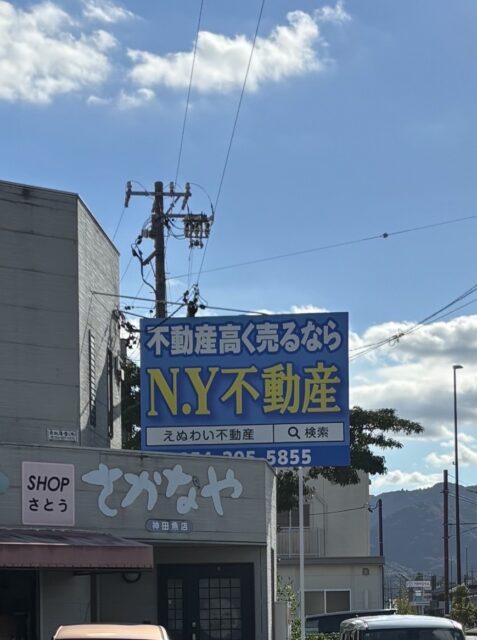 不動産高く売るなら
N.Y不動産
えぬわい不動産 検索
5855
SHOP
さとう
さかなや
神田魚店